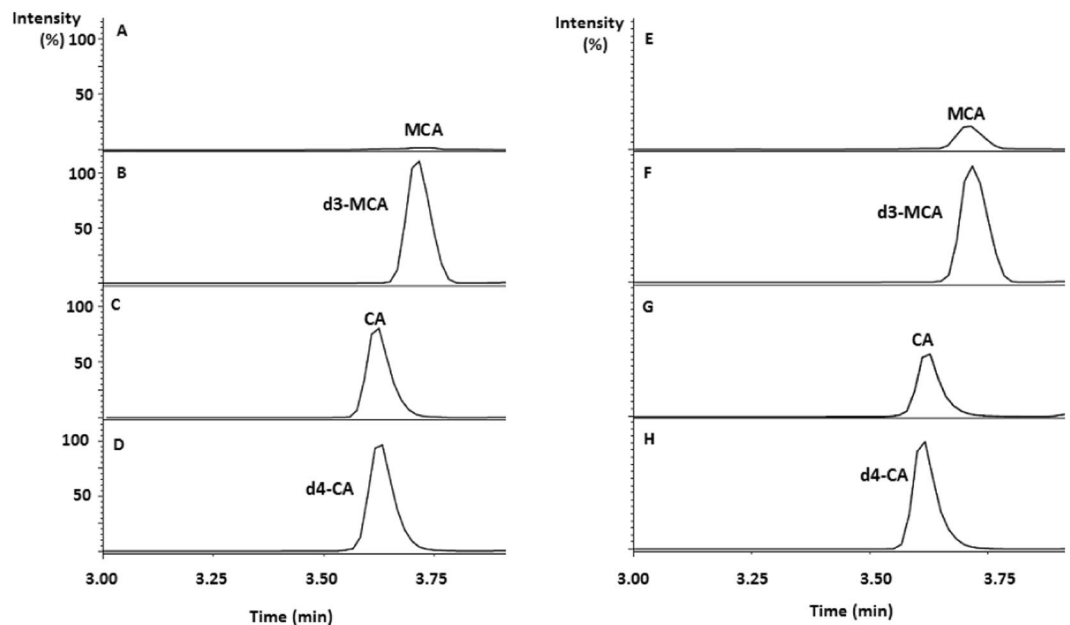 Intensity
(%)
100
50
A
MCA
100
50
B
d3-MCA
100
50
C
CA
100
50
D
d4-CA
3.00
3.25
3.50
3.75
Time (min)
Intensity
(%)
E
MCA
F
d3-MCA
G
CA
H
d4-CA
3.00
3.25
3.50
3.75
Time (min)